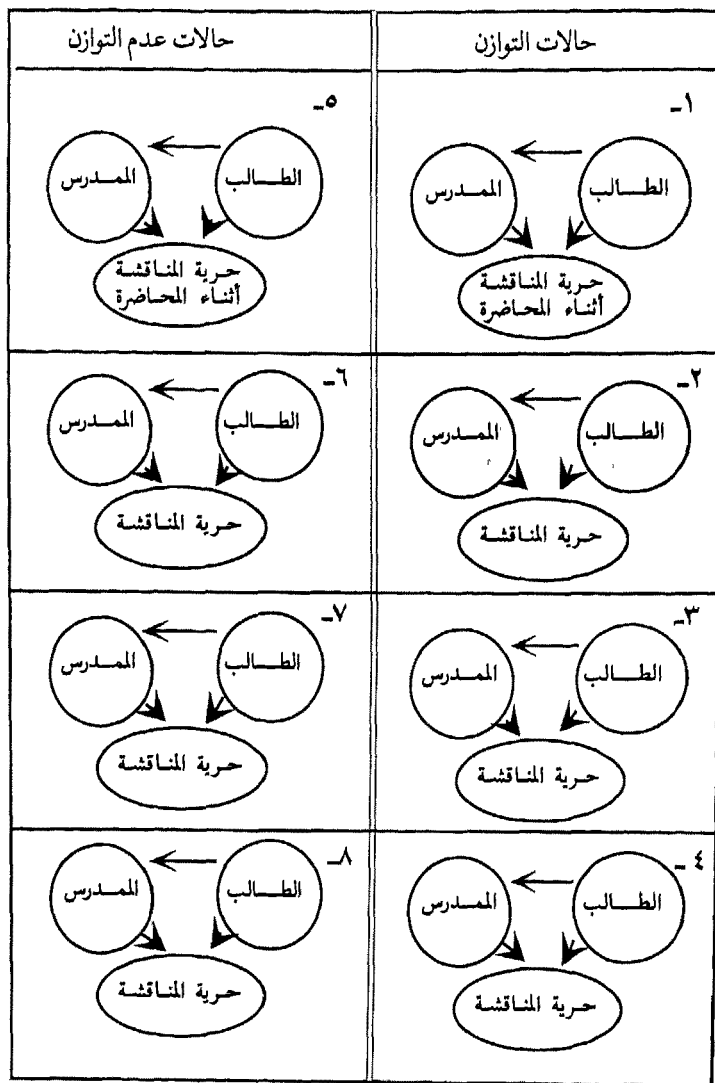 حالات التوازن
حالات عدم التوازن
١-
الطالب
المدرس
حرية المناقشة
أثناء المحاضرة
٥-
الطالب
المدرس
حرية المناقشة
أثناء المحاضرة
٢-
الطالب
المدرس
حرية المناقشة
٦-
الطالب
المدرس
حرية المناقشة
٣-
الطالب
المدرس
حرية المناقشة
٧-
الطالب
المدرس
حرية المناقشة
٤-
الطالب
المدرس
حرية المناقشة
٨-
الطالب
المدرس
حرية المناقشة